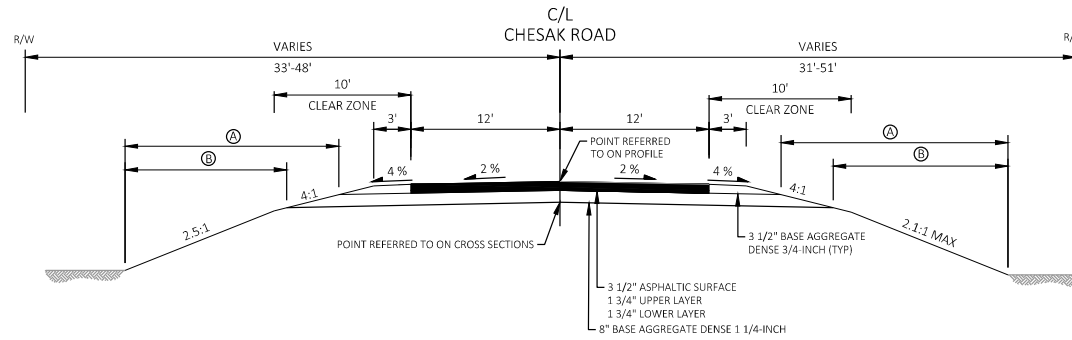 C/L
CHESAK ROAD
R/W
R/
VARIES
VARIES
33'-48'
31'-51'
10'
10'
CLEAR ZONE
CLEAR ZONE
3'
12'
12'
3'
A
A
B
B
POINT REFERRED
TO ON PROFILE
4 %
2 %
2 %
4 %
4:1
4:1
2.5:1
2.1:1 MAX
POINT REFERRED TO ON CROSS SECTIONS
3 1/2" BASE AGGREGATE
DENSE 3/4-INCH (TYP)
3 1/2" ASPHALTIC SURFACE
1 3/4" UPPER LAYER
1 3/4" LOWER LAYER
8" BASE AGGREGATE DENSE 1 1/4-INCH